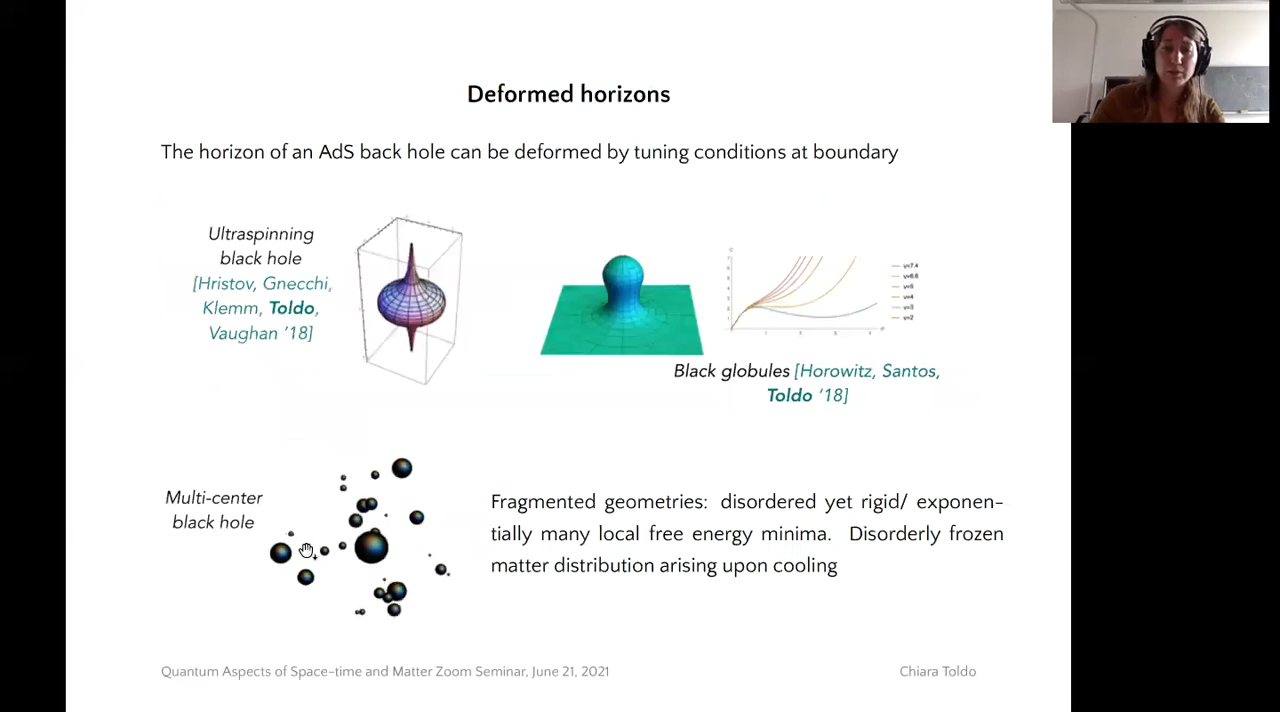 Deformed horizons
The horizon of an AdS back hole can be deformed by tuning conditions at boundary
Ultraspinning
black hole
[Hristov, Gnecchi,
Klemm, Toldo,
Vaughan '18]
Black globules [Horowitz, Santos,
Toldo '18]
Multi-center
black hole
Fragmented geometries: disordered yet rigid/ exponen-
tially many local free energy minima. Disorderly frozen
matter distribution arising upon cooling
Quantum Aspects of Space-time and Matter Zoom Seminar, June 21, 2021
Chiara Toldo